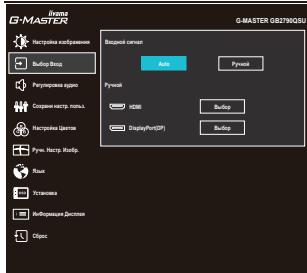 iiyama
G-MASTER
G-MASTER GB2790QSU
Настройка изображения
Выбор Вход
Регулировка аудио
Сохрани настр. польз.
Настройка Цветов
Ручн. Настр. Изобр.
Язык
Установка
ИнФормация Дисплея
Сброс
Входной сигнал
Auto
Ручной
Ручной
HDMI
Выбор
DisplayPort(DP)
Выбор